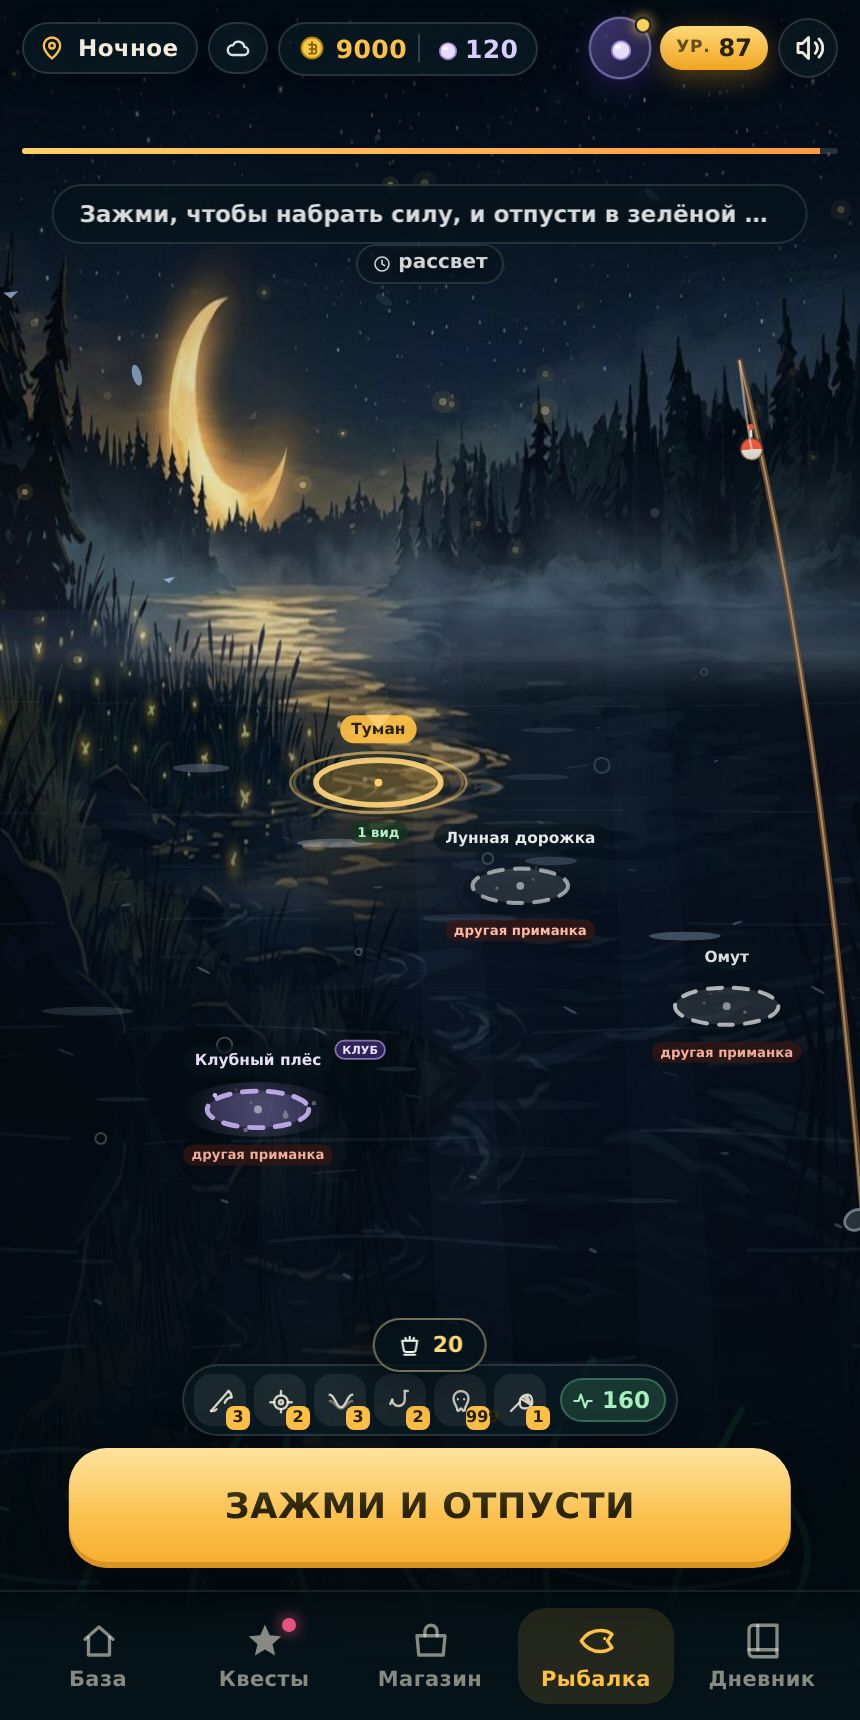 Ночное
9000 120
УР. 87
Зажми, чтобы набрать силу, и отпусти в зелёной ...
рассвет
Туман
1 вид
Лунная дорожка
другая приманка
Омут
другая приманка
Клубный плёс КЛУБ
другая приманка
20
3 2 3 2 99 1 160
ЗАЖМИ И ОТПУСТИ
База Квесты Магазин Рыбалка Дневник